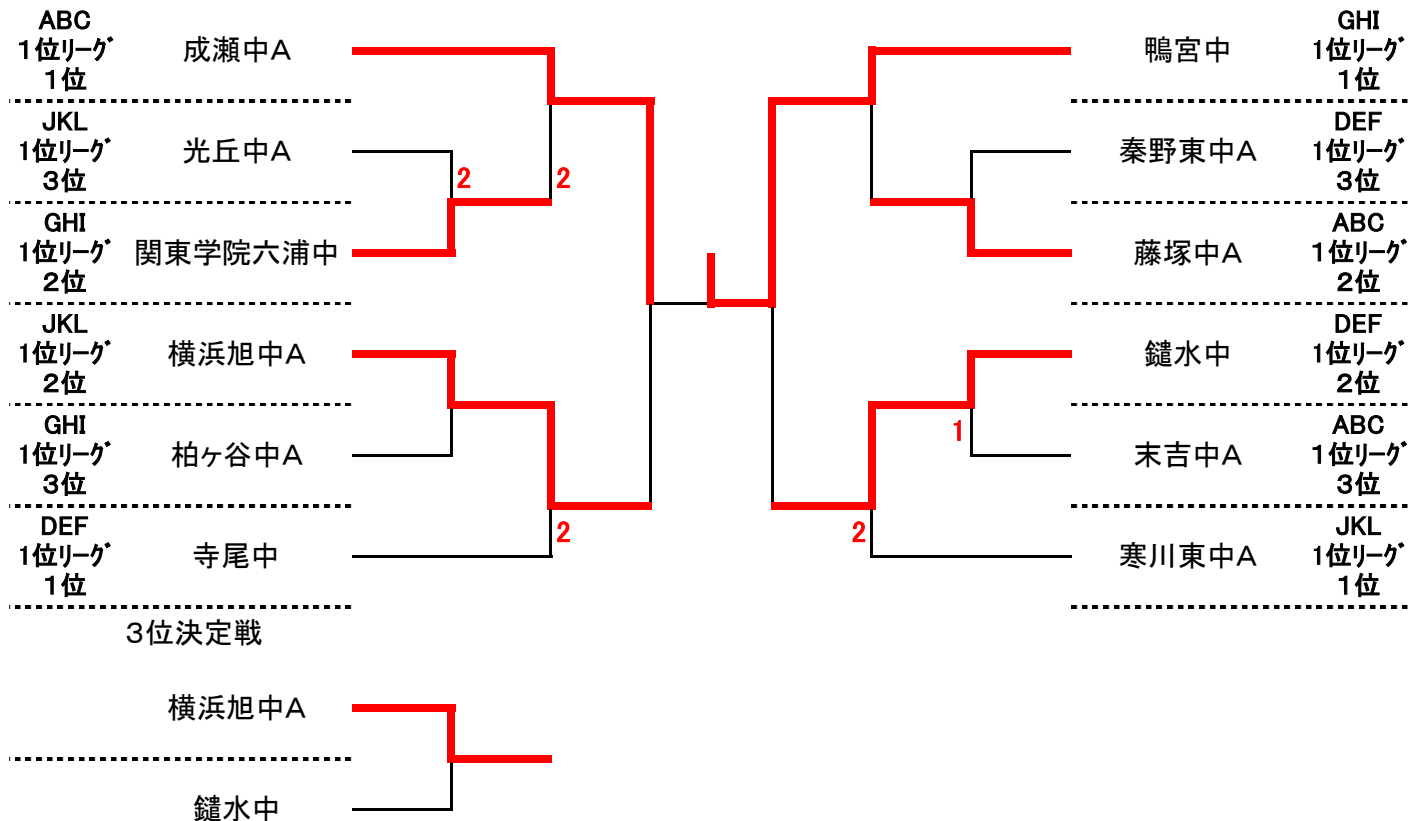 ABC
1位リーグ
1位
成瀬中A
JKL
1位リーグ
3位
光丘中A
2
2
GHI
1位リーグ
2位
関東学院六浦中
JKL
1位リーグ
2位
横浜旭中A
GHI
1位リーグ
3位
柏ヶ谷中A
DEF
1位リーグ
1位
寺尾中
2
GHI
1位リーグ
1位
鴨宮中
DEF
1位リーグ
3位
秦野東中A
ABC
1位リーグ
2位
藤塚中A
DEF
1位リーグ
2位
鑓水中
1
ABC
1位リーグ
3位
末吉中A
2
JKL
1位リーグ
1位
寒川東中A
3位決定戦
横浜旭中A
鑓水中